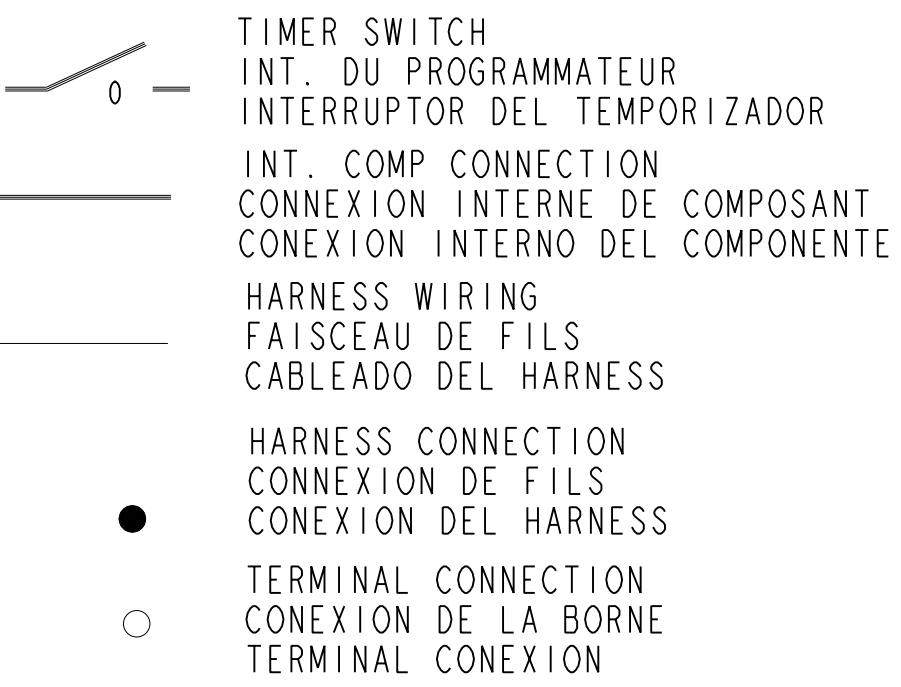 TIMER SWITCH
INT. DU PROGRAMMATEUR
0
INTERRUPTOR DEL TEMPORIZADOR
INT. COMP CONNECTION
CONNEXION INTERNE DE COMPOSANT
CONEXION INTERNO DEL COMPONENTE
HARNESS WIRING
FAISCEAU DE FILS
CABLEADO DEL HARNESS
HARNESS CONNECTION
CONNEXION DE FILS
CONEXION DEL HARNESS
TERMINAL CONNECTION
CONEXION DE LA BORNE
TERMINAL CONEXION